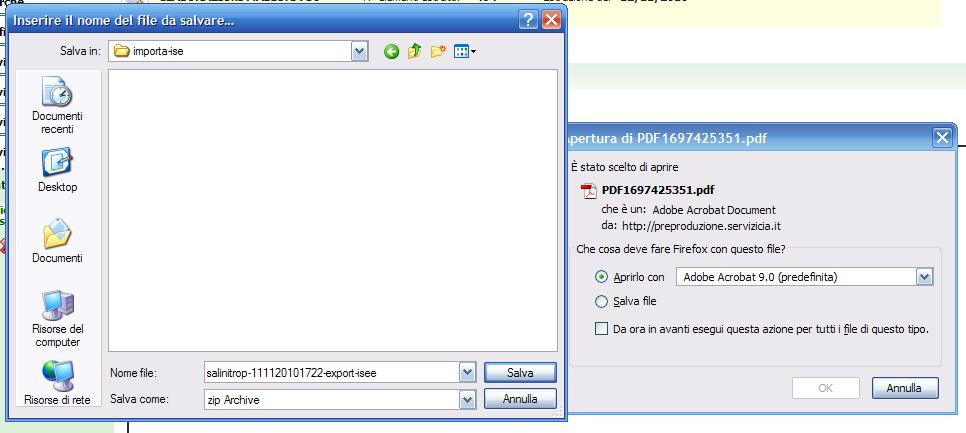 Inserire il nome del file da salvare...
Salva in:
importa-ise
Documenti
recenti
Desktop
Documenti
Risorse del
computer
Risorse di rete
Nome file:
salinitrop-111120101722-export-isee
Salva
Salva come:
zip Archive
Annulla
Apertura di PDF1697425351.pdf
È stato scelto di aprire
PDF1697425351.pdf
che è un: Adobe Acrobat Document
da: http://preproduzione.servizicia.it
Che cosa deve fare Firefox con questo file?
Aprirlo con
Adobe Acrobat 9.0 (predefinita)
Salva file
Da ora in avanti esegui questa azione per tutti i file di questo tipo.
OK
Annulla